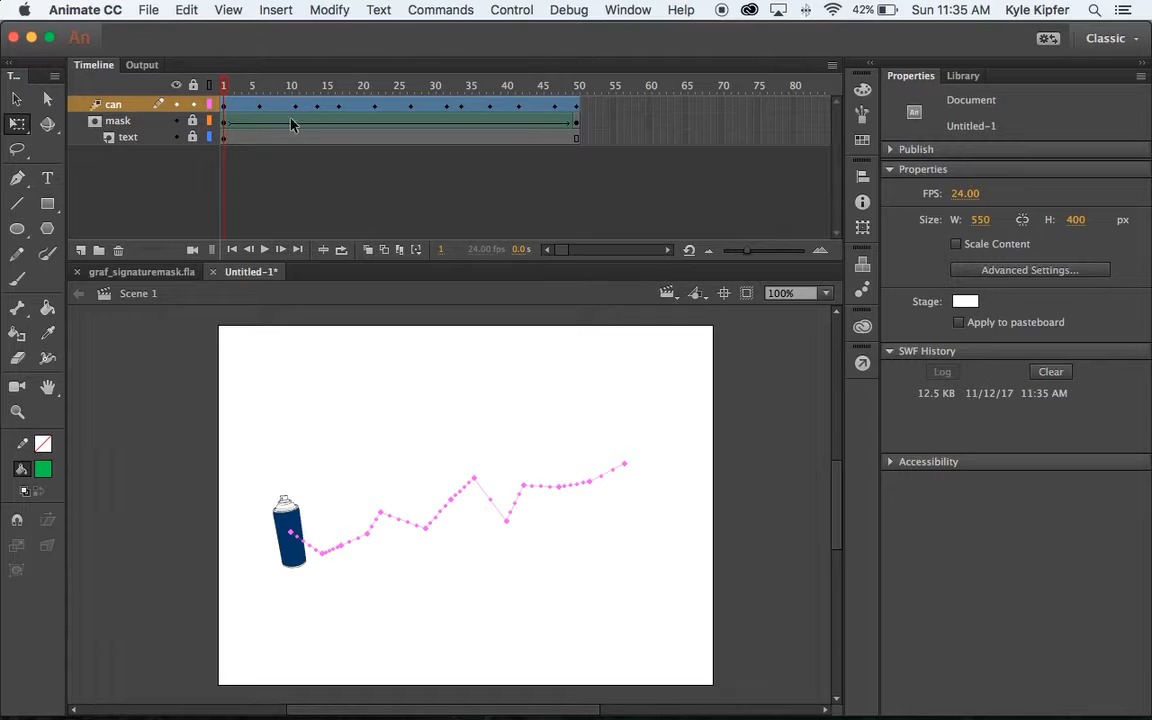 Animate CC File Edit View Insert Modify Text Commands Control Debug Window Help 42% Sun 11:35 AM Kyle Kipfer
An Classic
Timeline Output
T... Properties Library
1 5 10 15 20 25 30 35 40 45 50 55 60 65 70 75 80
can
mask
text
An Document
Untitled-1*
Publish
Properties
FPS: 24.00
Size: W: 550 H: 400 px
Scale Content
Advanced Settings...
1 24.00 fps 0.0 s
graf_signaturemask.fla Untitled-1*
Scene 1 100%
Stage:
Apply to pasteboard
SWF History
Log Clear
12.5 KB 11/12/17 11:35 AM
Accessibility